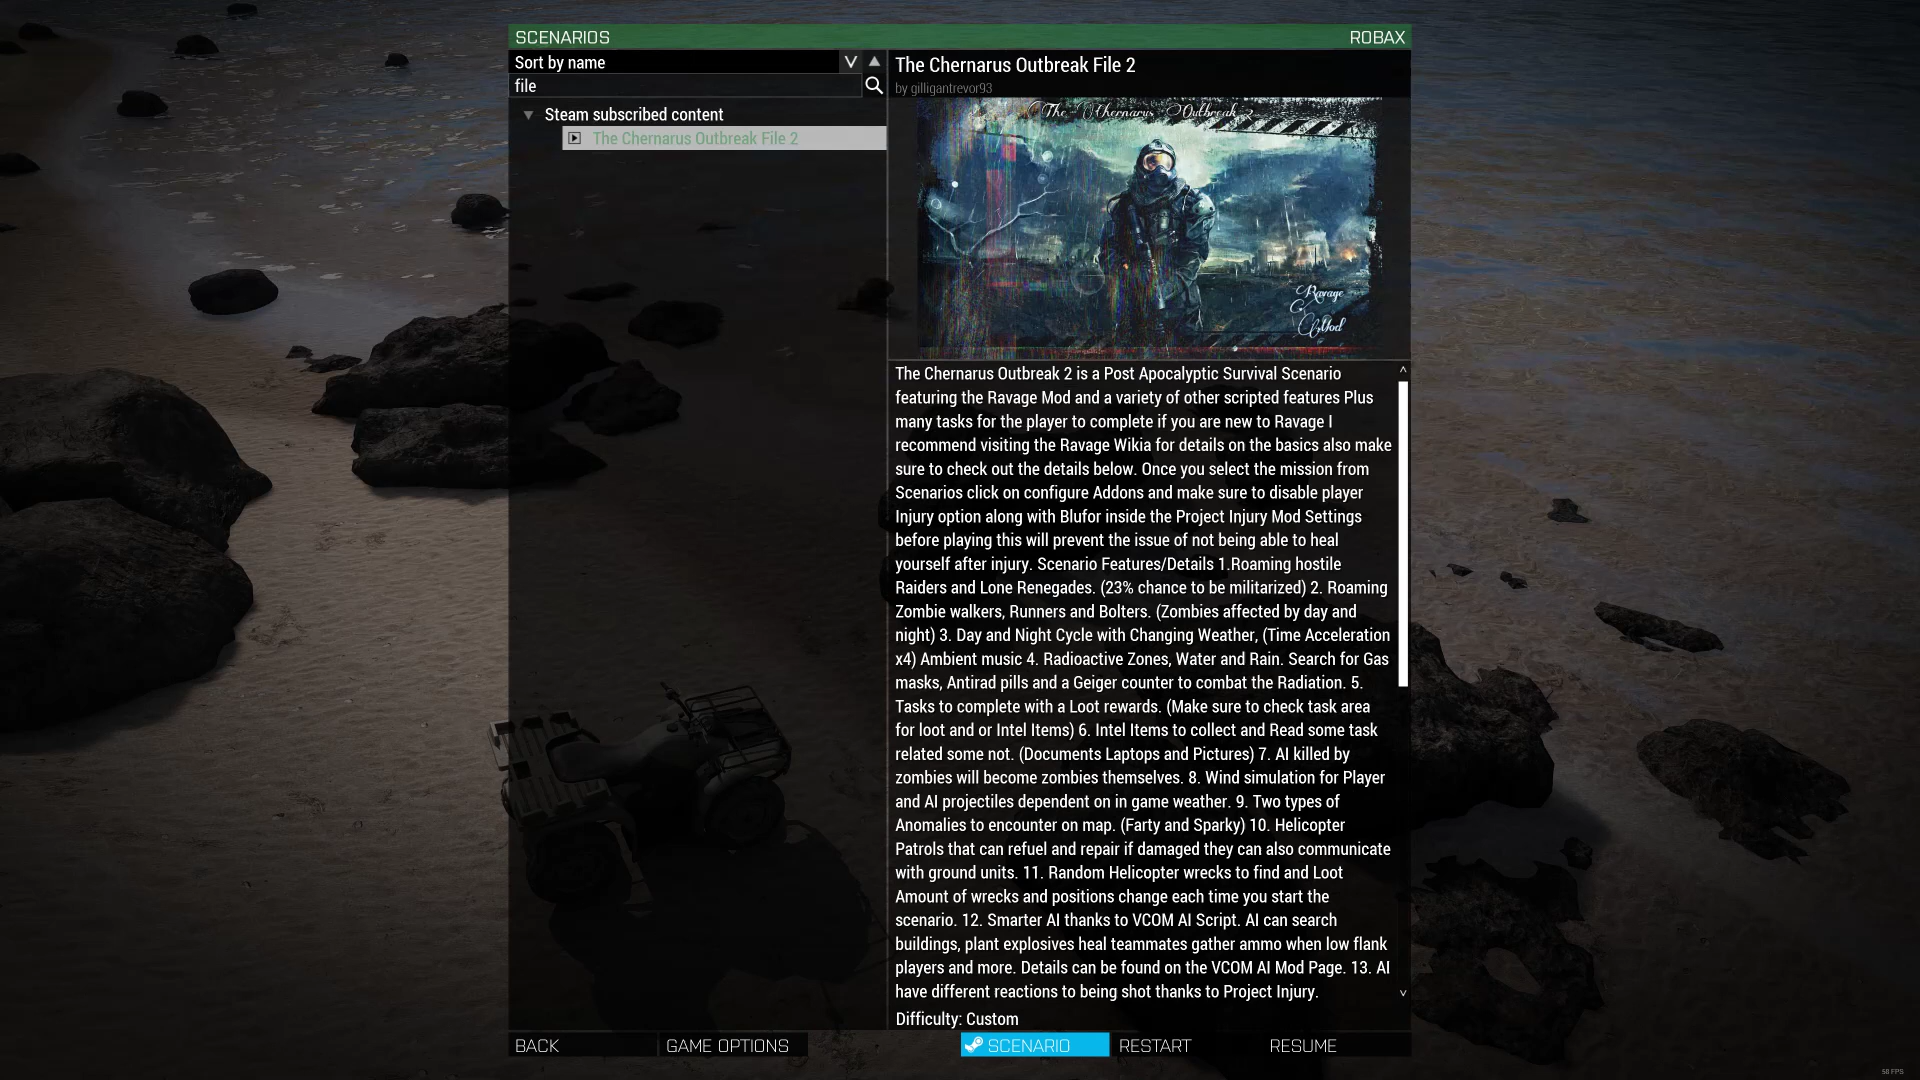 SCENARIOS
ROBAX
Sort by name
file
Steam subscribed content
The Chernarus Outbreak File 2
The Chernarus Outbreak File 2
by gilligantrevor93
The Chernarus Outbreak 2
Ravage
Mod
The Chernarus Outbreak 2 is a Post Apocalyptic Survival Scenario
featuring the Ravage Mod and a variety of other scripted features Plus
many tasks for the player to complete if you are new to Ravage I
recommend visiting the Ravage Wikia for details on the basics also make
sure to check out the details below. Once you select the mission from
Scenarios click on configure Addons and make sure to disable player
Injury option along with Blufor inside the Project Injury Mod Settings
before playing this will prevent the issue of not being able to heal
yourself after injury. Scenario Features/Details 1.Roaming hostile
Raiders and Lone Renegades. (23% chance to be militarized) 2. Roaming
Zombie walkers, Runners and Bolters. (Zombies affected by day and
night) 3. Day and Night Cycle with Changing Weather, (Time Acceleration
x4) Ambient music 4. Radioactive Zones, Water and Rain. Search for Gas
masks, Antirad pills and a Geiger counter to combat the Radiation. 5.
Tasks to complete with a Loot rewards. (Make sure to check task area
for loot and or Intel Items) 6. Intel Items to collect and Read some task
related some not. (Documents Laptops and Pictures) 7. AI killed by
zombies will become zombies themselves. 8. Wind simulation for Player
and AI projectiles dependent on in game weather. 9. Two types of
Anomalies to encounter on map. (Farty and Sparky) 10. Helicopter
Patrols that can refuel and repair if damaged they can also communicate
with ground units. 11. Random Helicopter wrecks to find and Loot
Amount of wrecks and positions change each time you start the
scenario. 12. Smarter AI thanks to VCOM AI Script. AI can search
buildings, plant explosives heal teammates gather ammo when low flank
players and more. Details can be found on the VCOM AI Mod Page. 13. AI
have different reactions to being shot thanks to Project Injury.
Difficulty: Custom
BACK
GAME OPTIONS
SCENARIO
RESTART
RESUME
58 FPS